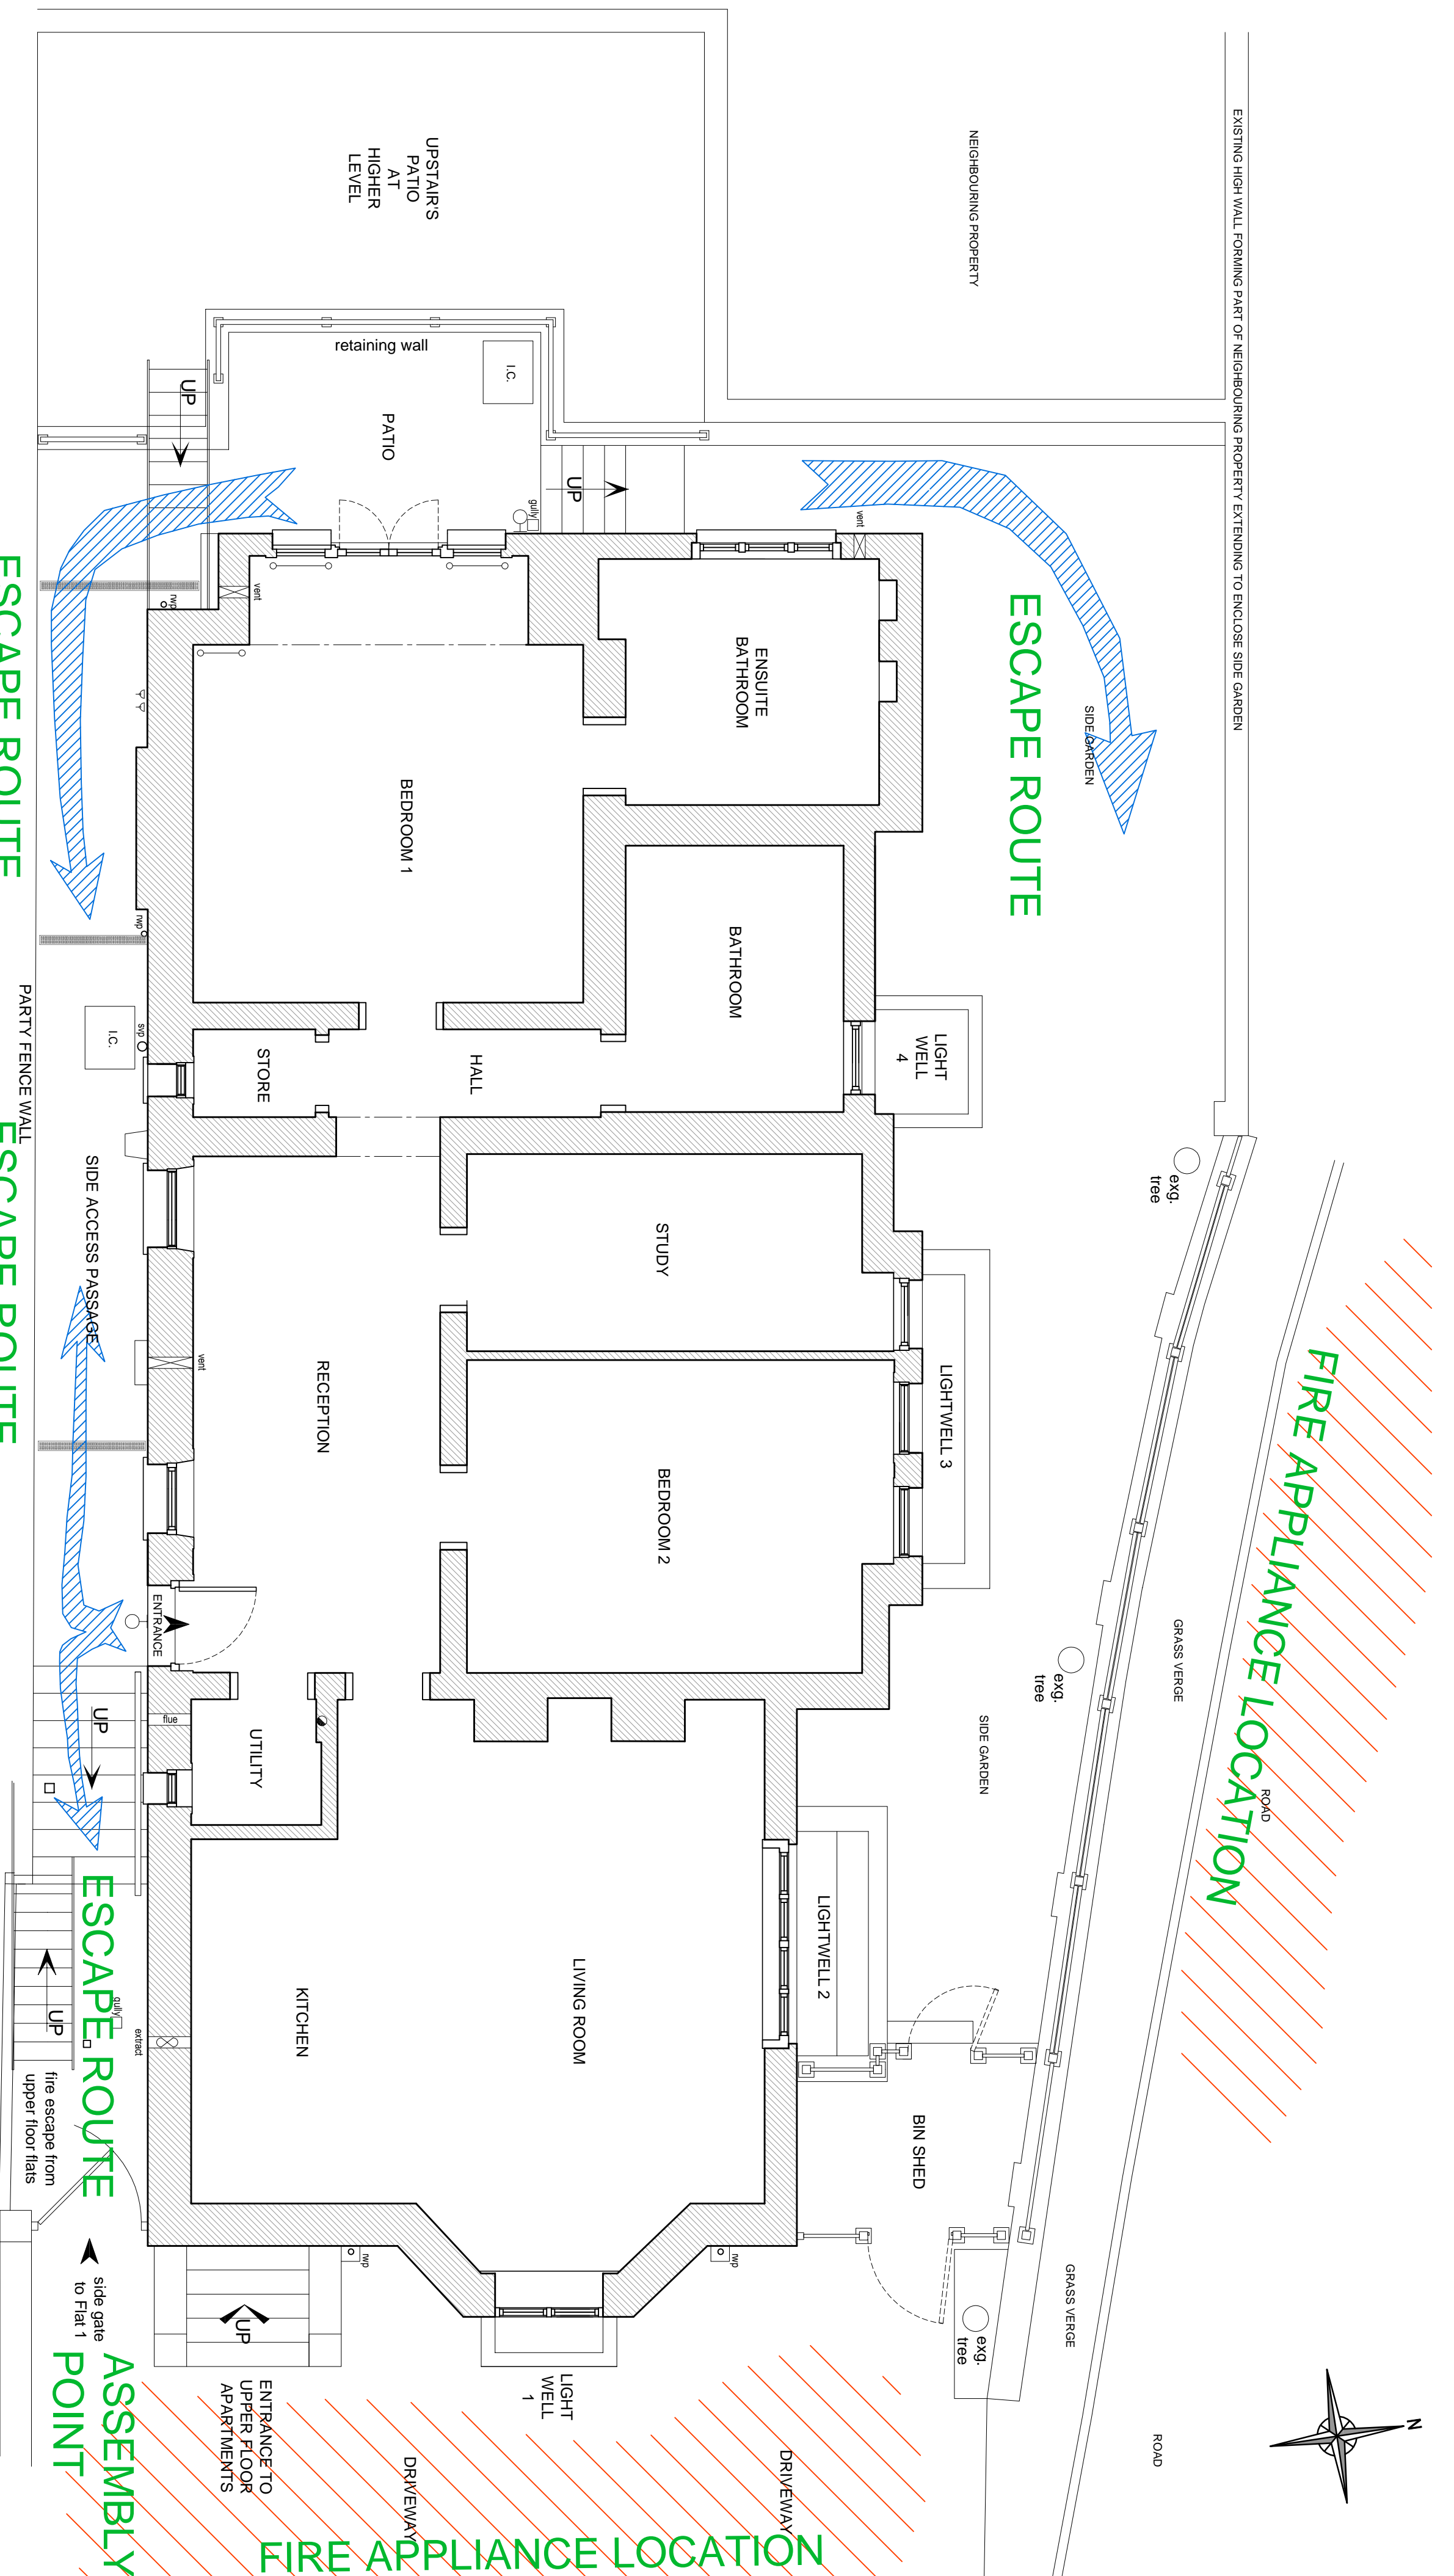 EXISTING HIGH WALL FORMING PART OF NEIGHBOURING PROPERTY EXTENDING TO ENCLOSE SIDE GARDEN
NEIGHBOURING PROPERTY
UPSTAIR'S
PATIO
AT
HIGHER
LEVEL
retaining wall
I.C.
PATIO
UP
UP
gully
vent
vent
rwp
ESCAPE ROUTE
SIDE GARDEN
ENSUITE
BATHROOM
BEDROOM 1
BATHROOM
ESCAPE ROUTE
rwp
PARTY FENCE WALL
I.C.
svp
STORE
HALL
LIGHT
WELL
4
exg.
tree
ESCAPE ROUTE
SIDE ACCESS PASSAGE
vent
RECEPTION
STUDY
BEDROOM 2
LIGHTWELL 3
FIRE APPLIANCE LOCATION
GRASS VERGE
ROAD
exg.
tree
SIDE GARDEN
ENTRANCE
UP
flue
UTILITY
LIGHTWELL 2
KITCHEN
LIVING ROOM
ESCAPE ROUTE
UP
gully
extract
fire escape from
upper floor flats
BIN SHED
side gate
to Flat 1
rwp
rwp
UP
LIGHT
WELL
1
exg.
tree
GRASS VERGE
ROAD
N
ASSEMBLY
POINT
ENTRANCE TO
UPPER FLOOR
APARTMENTS
DRIVEWAY
DRIVEWAY
FIRE APPLIANCE LOCATION